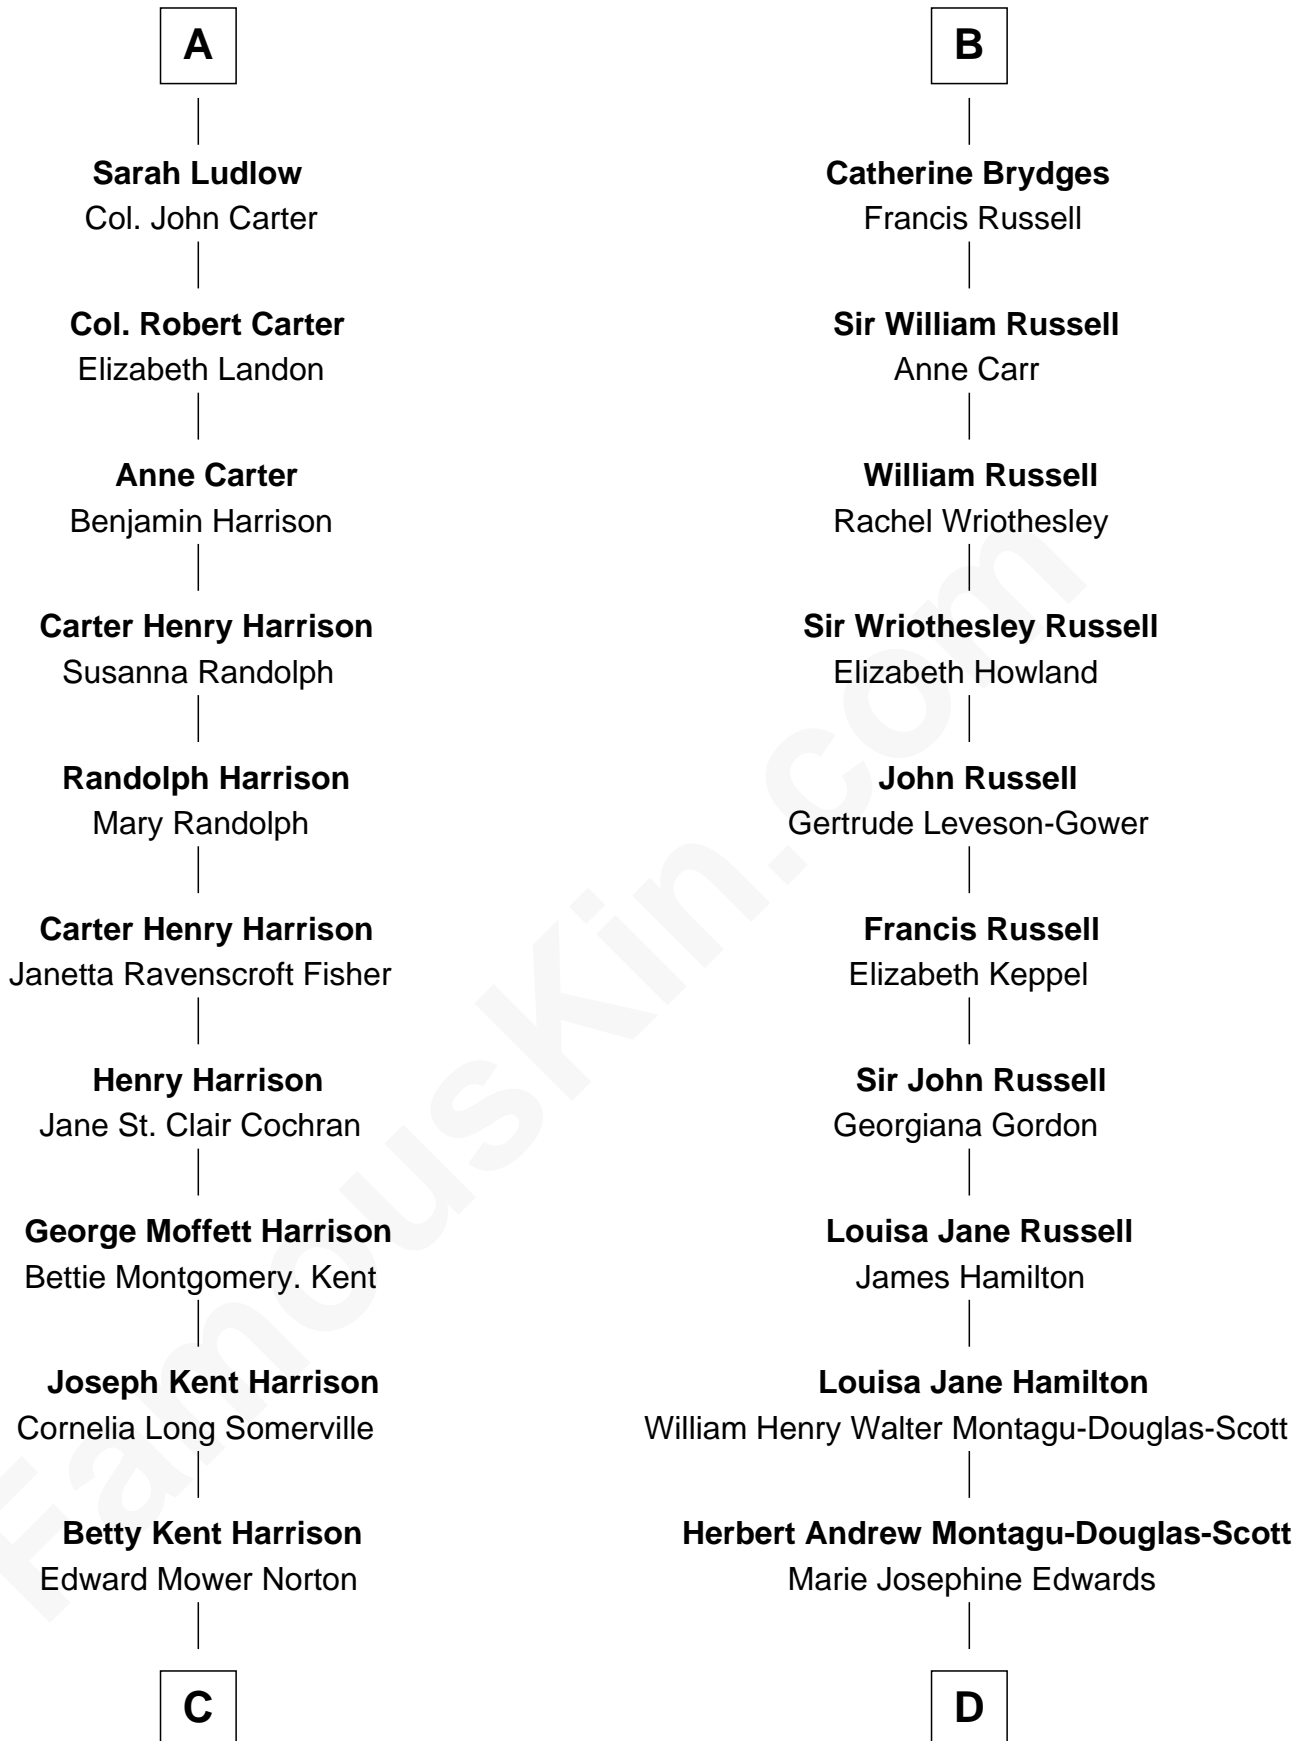 A
Sarah Ludlow
Col. John Carter
Col. Robert Carter
Elizabeth Landon
Anne Carter
Benjamin Harrison
Carter Henry Harrison
Susanna Randolph
Randolph Harrison
Mary Randolph
Carter Henry Harrison
Janetta Ravenscroft Fisher
Henry Harrison
Jane St. Clair Cochran
George Moffett Harrison
Bettie Montgomery. Kent
Joseph Kent Harrison
Cornelia Long Somerville
Betty Kent Harrison
Edward Mower Norton
C
B
Catherine Brydges
Francis Russell
Sir William Russell
Anne Carr
William Russell
Rachel Wriothesley
Sir Wriothesley Russell
Elizabeth Howland
John Russell
Gertrude Leveson-Gower
Francis Russell
Elizabeth Keppel
Sir John Russell
Georgiana Gordon
Louisa Jane Russell
James Hamilton
Louisa Jane Hamilton
William Henry Walter Montagu-Douglas-Scott
Herbert Andrew Montagu-Douglas-Scott
Marie Josephine Edwards
D
FamousKin.com